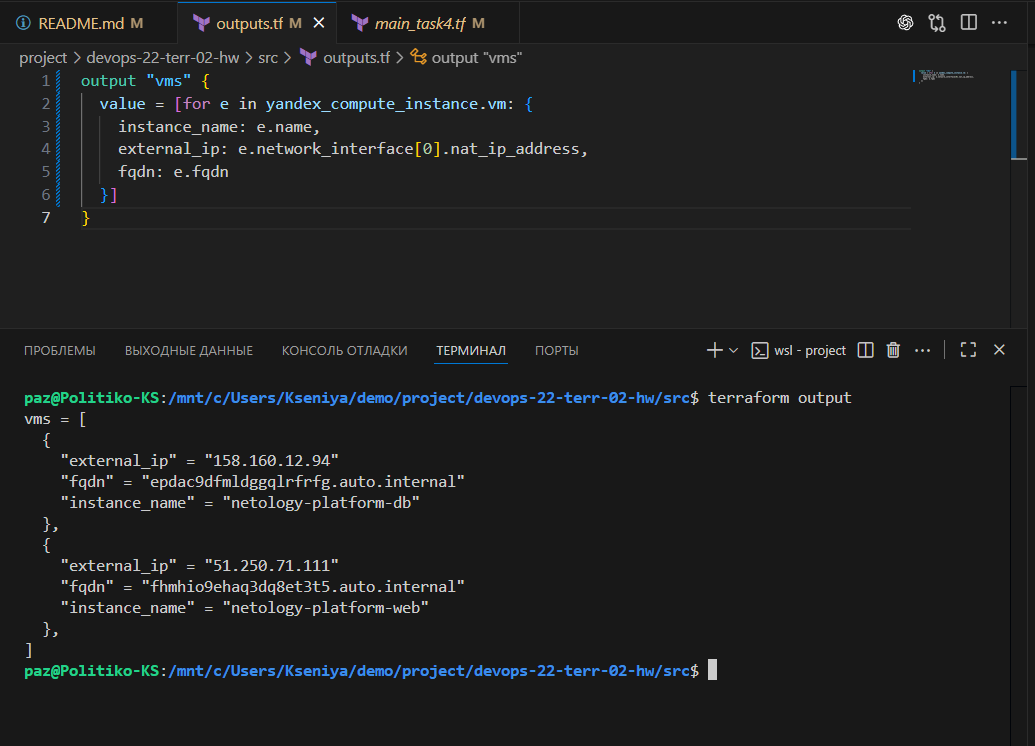 README.md M outputs.tf M main_task4.tf M
project > devops-22-terr-02-hw > src > outputs.tf > output "vms"
1 output "vms" {
2 value = [for e in yandex_compute_instance.vm: {
3 instance_name: e.name,
4 external_ip: e.network_interface[0].nat_ip_address,
5 fqdn: e.fqdn
6 }]
7 }
ПРОБЛЕМЫ ВЫХОДНЫЕ ДАННЫЕ КОНСОЛЬ ОТЛАДКИ ТЕРМИНАЛ ПОРТЫ wsl - project
paz@Politiko-KS:/mnt/c/Users/Kseniya/demo/project/devops-22-terr-02-hw/src$ terraform output
vms = [
{
"external_ip" = "158.160.12.94"
"fqdn" = "epdac9dfmldggqlrfrfg.auto.internal"
"instance_name" = "netology-platform-db"
},
{
"external_ip" = "51.250.71.111"
"fqdn" = "fhmhio9ehaq3dq8et3t5.auto.internal"
"instance_name" = "netology-platform-web"
},
]
paz@Politiko-KS:/mnt/c/Users/Kseniya/demo/project/devops-22-terr-02-hw/src$